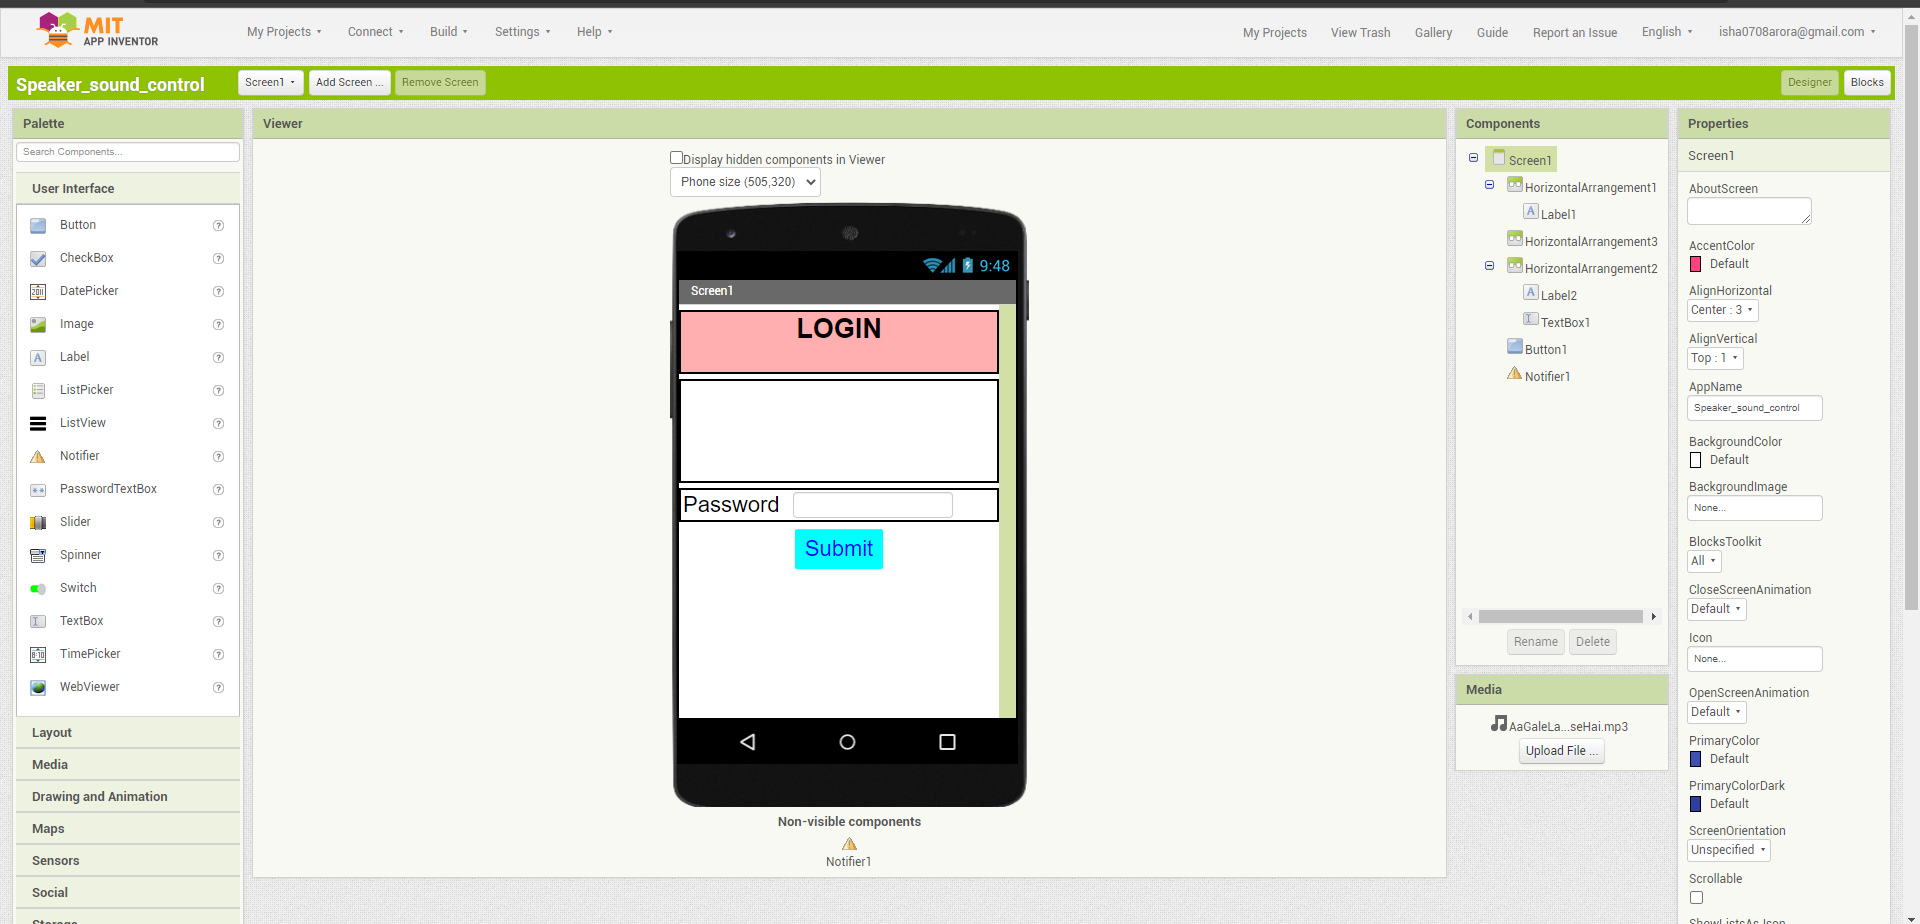 MIT
APP INVENTOR
My Projects
Connect
Build
Settings
Help
My Projects
View Trash
Gallery
Guide
Report an Issue
English
isha0708arora@gmail.com
Speaker_sound_control
Screen1
Add Screen ...
Remove Screen
Designer
Blocks
Palette
Search Components...
User Interface
Button
?
CheckBox
?
DatePicker
?
Image
?
Label
?
ListPicker
?
ListView
?
Notifier
?
PasswordTextBox
?
Slider
?
Spinner
?
Switch
?
TextBox
?
TimePicker
?
WebViewer
?
Layout
Media
Drawing and Animation
Maps
Sensors
Social
Storage
Viewer
Display hidden components in Viewer
Phone size (505,320)
9:48
Screen1
LOGIN
Password
Submit
Non-visible components
Notifier1
Components
Screen1
HorizontalArrangement1
Label1
HorizontalArrangement3
HorizontalArrangement2
Label2
TextBox1
Button1
Notifier1
Rename
Delete
Media
AaGaleLa...seHai.mp3
Upload File ...
Properties
Screen1
AboutScreen
AccentColor
Default
AlignHorizontal
Center : 3
AlignVertical
Top : 1
AppName
Speaker_sound_control
BackgroundColor
Default
BackgroundImage
None...
BlocksToolkit
All
CloseScreenAnimation
Default
Icon
None...
OpenScreenAnimation
Default
PrimaryColor
Default
PrimaryColorDark
Default
ScreenOrientation
Unspecified
Scrollable
ShowListsAsJson